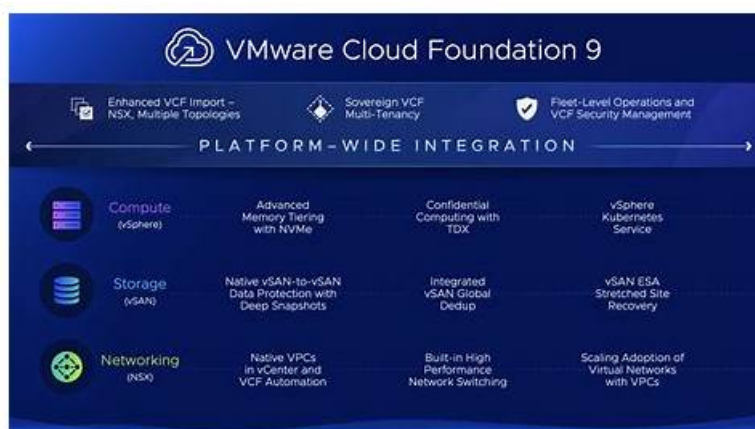 VMware Cloud Foundation 9
Enhanced VCF Import –
NSX, Multiple Topologies
Sovereign VCF
Multi-Tenancy
Fleet-Level Operations and
VCF Security Management
PLATFORM-WIDE INTEGRATION
Compute
(vSphere)
Advanced
Memory Tiering
with NVMe
Confidential
Computing with
TDX
vSphere
Kubernetes
Service
Storage
(vSAN)
Native vSAN-to-vSAN
Data Protection with
Deep Snapshots
Integrated
vSAN Global
Dedup
vSAN ESA
Stretched Site
Recovery
Networking
(NSX)
Native VPCs
in vCenter and
VCF Automation
Built-in High
Performance
Network Switching
Scaling Adoption of
Virtual Networks
with VPCs